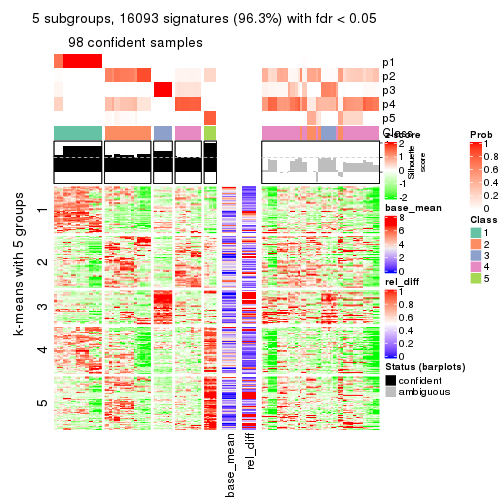 5 subgroups, 16093 signatures (96.3%) with fdr < 0.05
98 confident samples
p1
p2
p3
p4
p5
Class
z-score
2
1
0
-1
-2
Silhouette
score
base_mean
8
6
4
2
0
rel_diff
1
0.8
0.6
0.4
0.2
0
Status (barplots)
confident
ambiguous
Prob
1
0.8
0.6
0.4
0.2
0
Class
1
2
3
4
5
k-means with 5 groups
1
2
3
4
5
base_mean
rel_diff